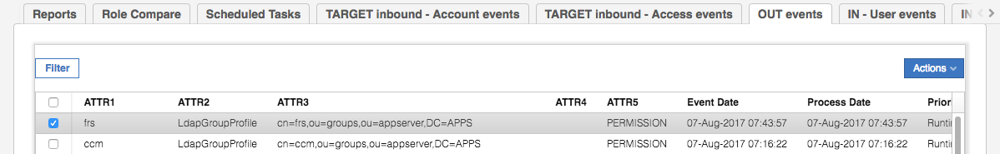 Reports Role Compare Scheduled Tasks TARGET inbound - Account events TARGET inbound - Access events OUT events IN - User events IN
Filter Actions
ATTR1 ATTR2 ATTR3 ATTR4 ATTR5 Event Date Process Date Prior
frs LdapGroupProfile cn=frs,ou=groups,ou=appserver,DC=APPS PERMISSION 07-Aug-2017 07:43:57 07-Aug-2017 07:43:57 Runti
ccm LdapGroupProfile cn=ccm,ou=groups,ou=appserver,DC=APPS PERMISSION 07-Aug-2017 07:16:22 07-Aug-2017 07:16:22 Runti